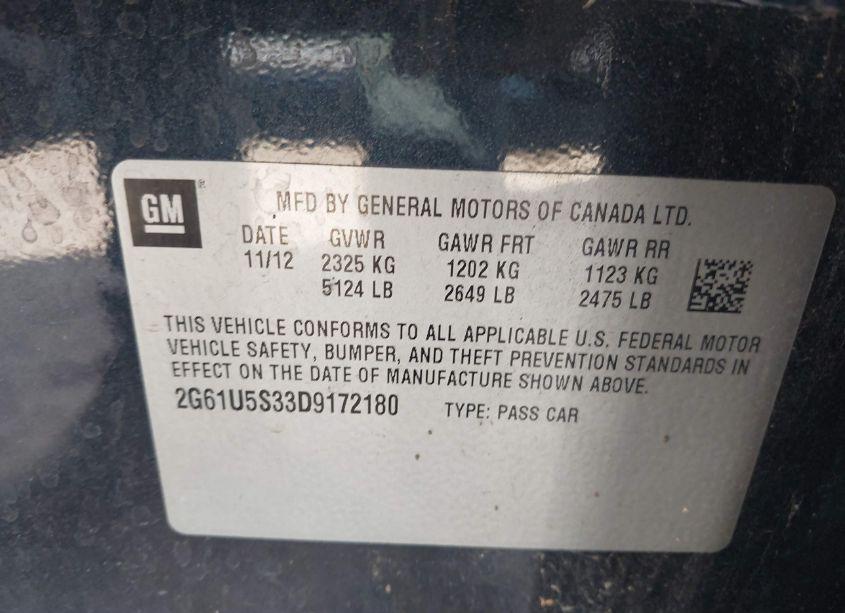 GM ®
MFD BY GENERAL MOTORS OF CANADA LTD.
DATE GVWR GAWR FRT GAWR RR
11/12 2325 KG 1202 KG 1123 KG
5124 LB 2649 LB 2475 LB
THIS VEHICLE CONFORMS TO ALL APPLICABLE U.S. FEDERAL MOTOR
VEHICLE SAFETY, BUMPER, AND THEFT PREVENTION STANDARDS IN
EFFECT ON THE DATE OF MANUFACTURE SHOWN ABOVE.
2G61U5S33D9172180 TYPE: PASS CAR